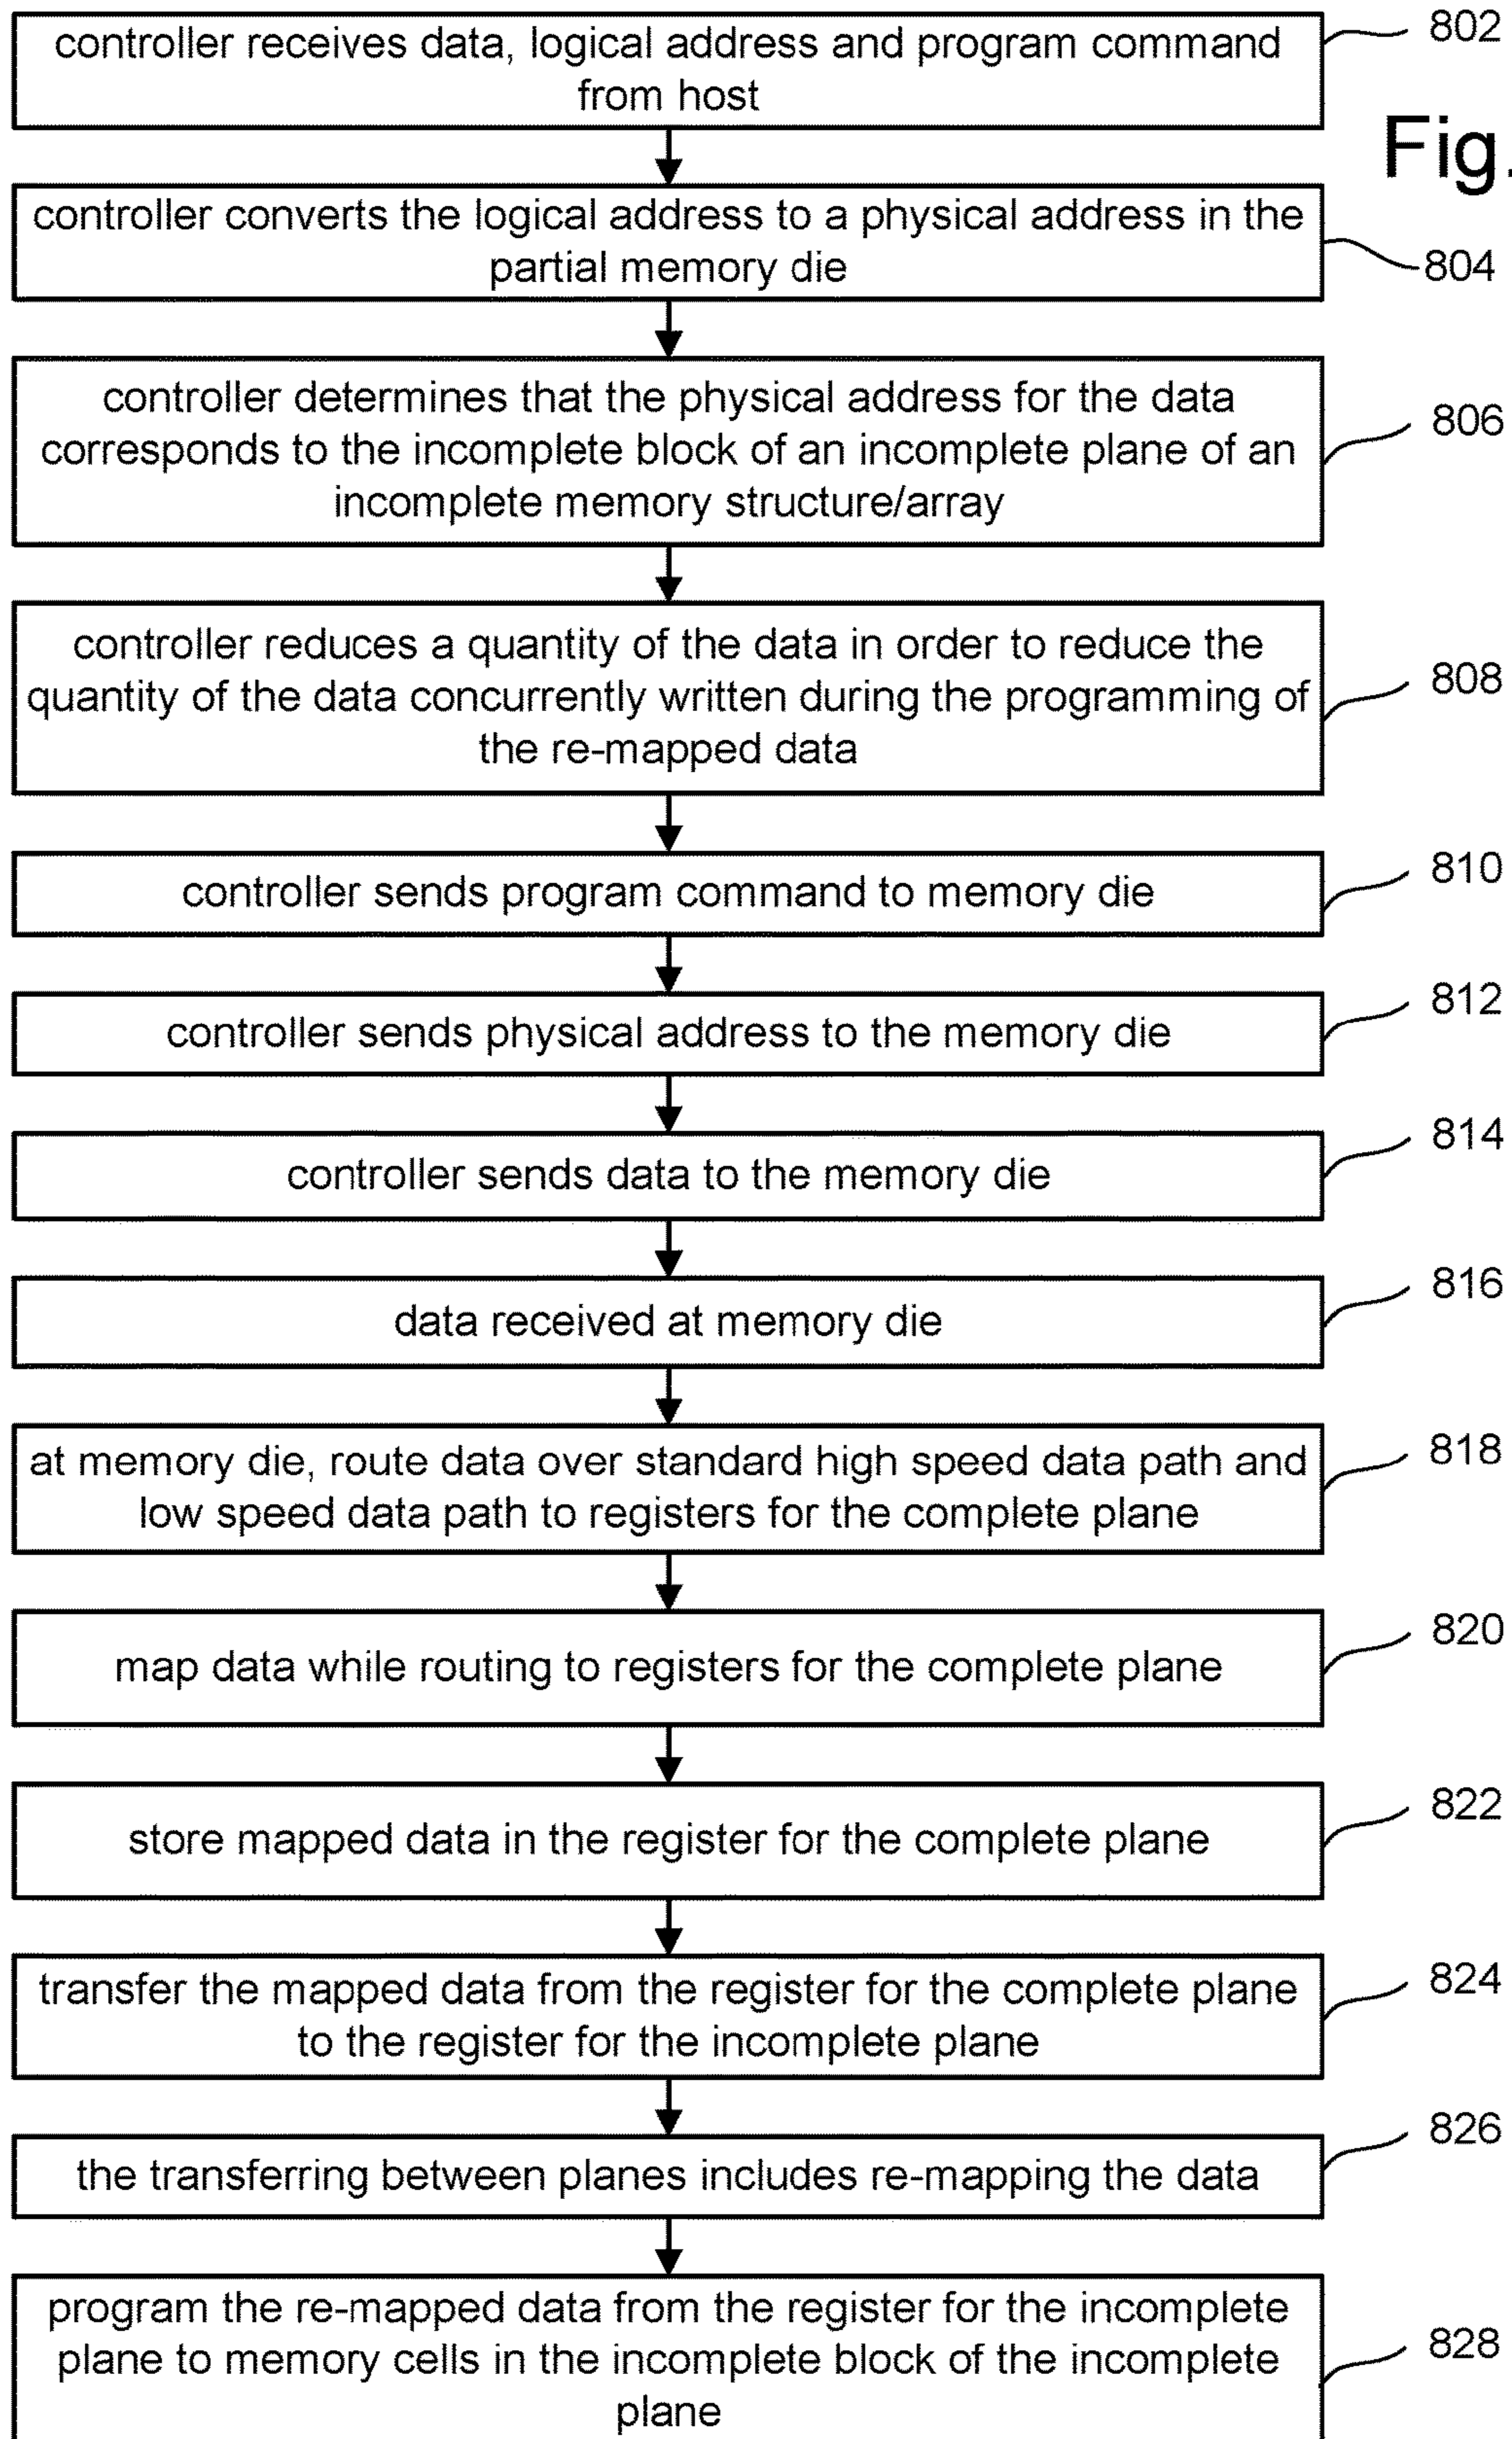 controller receives data, logical address and program command
from host
802
Fig.
controller converts the logical address to a physical address in the
partial memory die
804
controller determines that the physical address for the data
corresponds to the incomplete block of an incomplete plane of an
incomplete memory structure/array
806
controller reduces a quantity of the data in order to reduce the
quantity of the data concurrently written during the programming of
the re-mapped data
808
controller sends program command to memory die
810
controller sends physical address to the memory die
812
controller sends data to the memory die
814
data received at memory die
816
at memory die, route data over standard high speed data path and
low speed data path to registers for the complete plane
818
map data while routing to registers for the complete plane
820
store mapped data in the register for the complete plane
822
transfer the mapped data from the register for the complete plane
to the register for the incomplete plane
824
the transferring between planes includes re-mapping the data
826
program the re-mapped data from the register for the incomplete
plane to memory cells in the incomplete block of the incomplete
plane
828